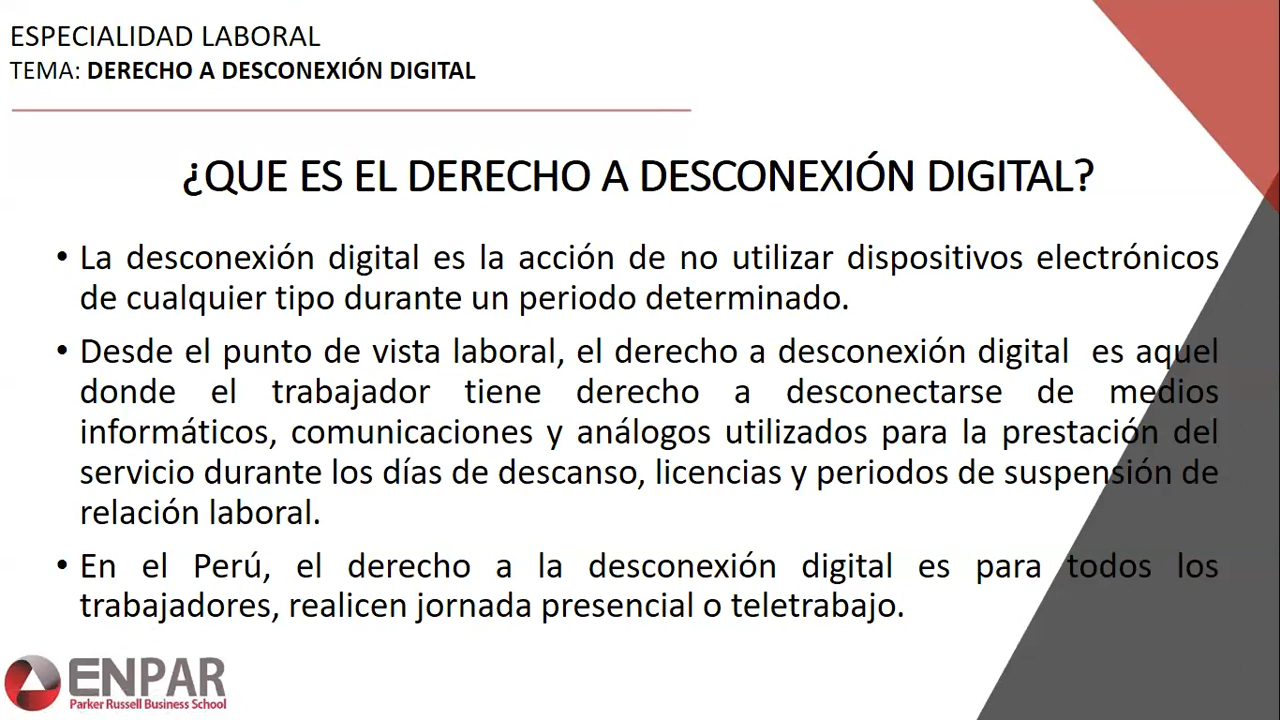 ESPECIALIDAD LABORAL
TEMA: DERECHO A DESCONEXIÓN DIGITAL
¿QUE ES EL DERECHO A DESCONEXIÓN DIGITAL?
• La desconexión digital es la acción de no utilizar dispositivos electrónicos
de cualquier tipo durante un periodo determinado.
• Desde el punto de vista laboral, el derecho a desconexión digital es aquel
donde el trabajador tiene derecho a desconectarse de medios
informáticos, comunicaciones y análogos utilizados para la prestación del
servicio durante los días de descanso, licencias y periodos de suspensión de
relación laboral.
• En el Perú, el derecho a la desconexión digital es para todos los
trabajadores, realicen jornada presencial o teletrabajo.
ENPAR
Parker Russell Business School